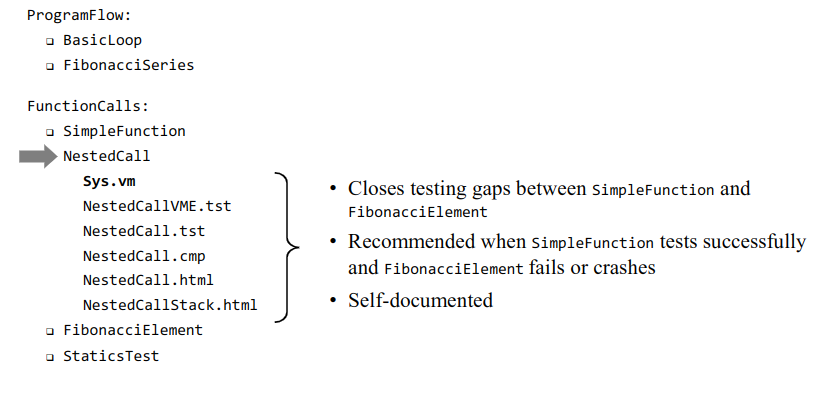 ProgramFlow:
❑ BasicLoop
❑ FibonacciSeries
FunctionCalls:
❑ SimpleFunction
NestedCall
Sys.vm
NestedCallVME.tst
NestedCall.tst
NestedCall.cmp
NestedCall.html
NestedCallStack.html
❑ FibonacciElement
❑ StaticsTest
• Closes testing gaps between SimpleFunction and
FibonacciElement
• Recommended when SimpleFunction tests successfully
and FibonacciElement fails or crashes
• Self-documented